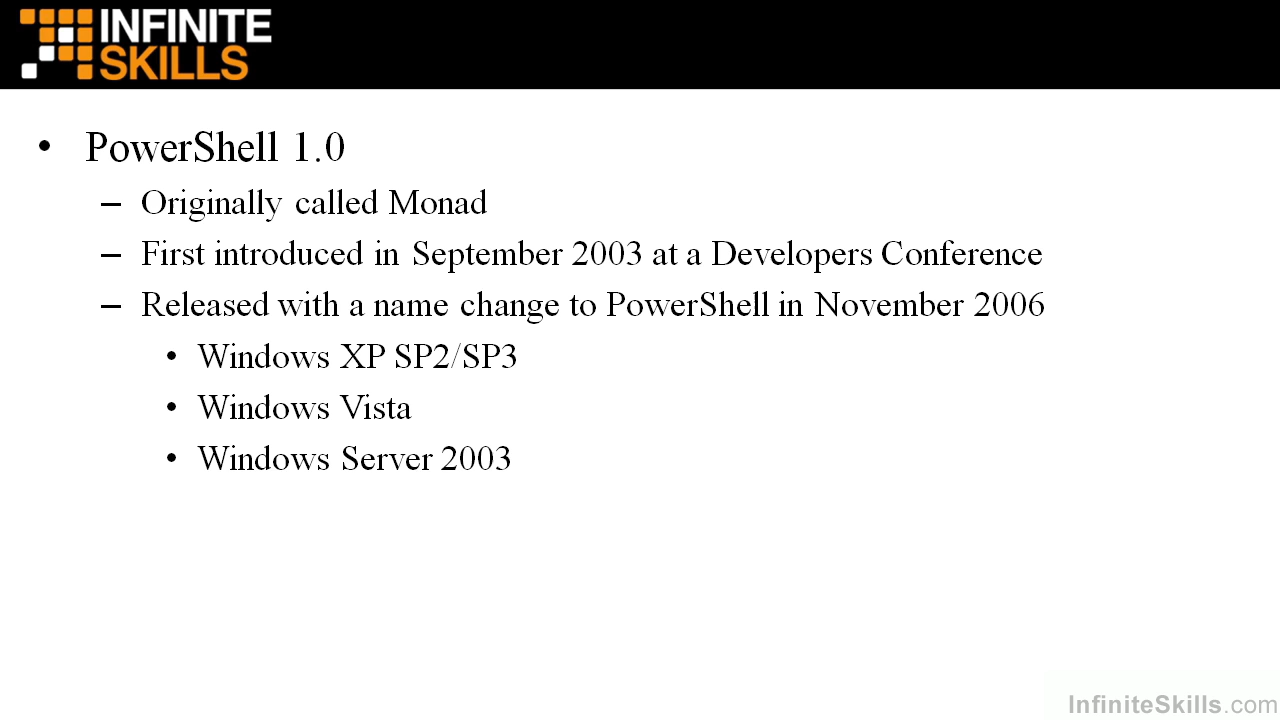 INFINITE
SKILLS
• PowerShell 1.0
– Originally called Monad
– First introduced in September 2003 at a Developers Conference
– Released with a name change to PowerShell in November 2006
• Windows XP SP2/SP3
• Windows Vista
• Windows Server 2003
InfiniteSkills.com